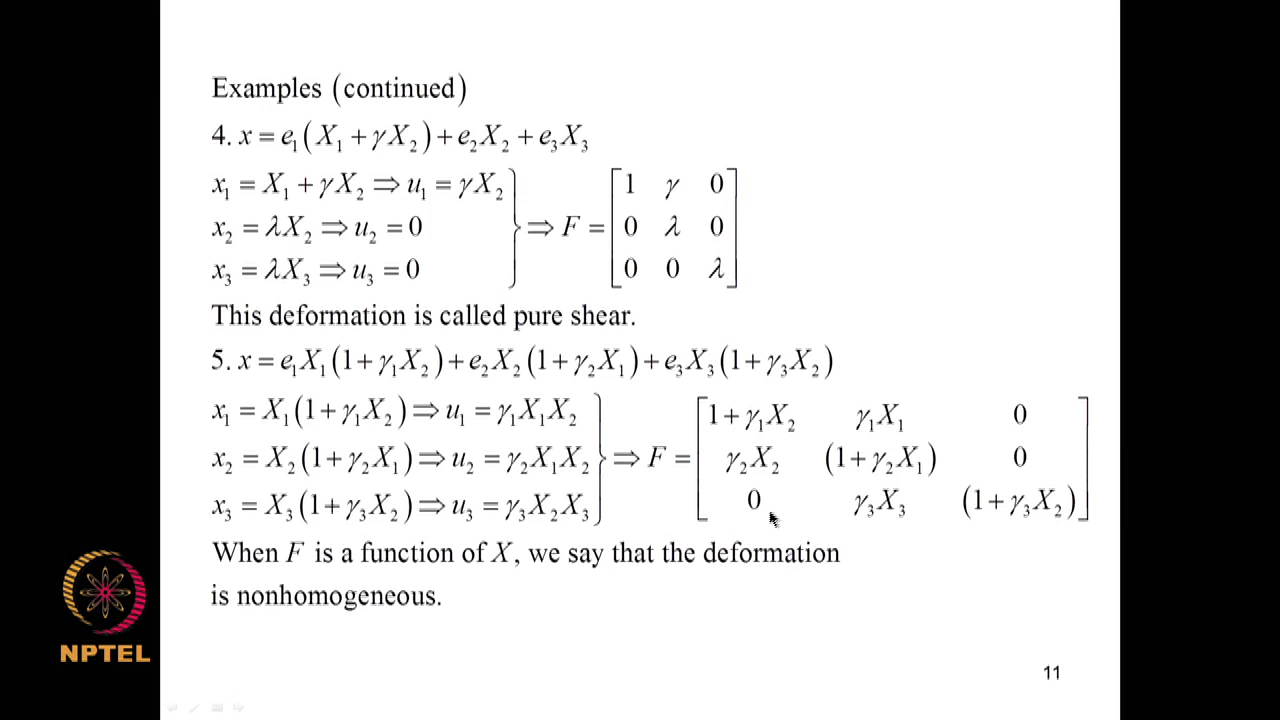 Examples (continued)
4. x = e₁(X₁ + γX₂) + e₂X₂ + e₃X₃
x₁ = X₁ + γX₂ ⇒ u₁ = γX₂
x₂ = λX₂ ⇒ u₂ = 0
x₃ = λX₃ ⇒ u₃ = 0
⇒ F =
1 γ 0
0 λ 0
0 0 λ
This deformation is called pure shear.
5. x = e₁X₁(1 + γ₁X₂) + e₂X₂(1 + γ₂X₁) + e₃X₃(1 + γ₃X₂)
x₁ = X₁(1 + γ₁X₂) ⇒ u₁ = γ₁X₁X₂
x₂ = X₂(1 + γ₂X₁) ⇒ u₂ = γ₂X₁X₂
x₃ = X₃(1 + γ₃X₂) ⇒ u₃ = γ₃X₂X₃
⇒ F =
1 + γ₁X₂ γ₁X₁ 0
γ₂X₂ (1 + γ₂X₁) 0
0 γ₃X₃ (1 + γ₃X₂)
When F is a function of X, we say that the deformation
is nonhomogeneous.
NPTEL
11